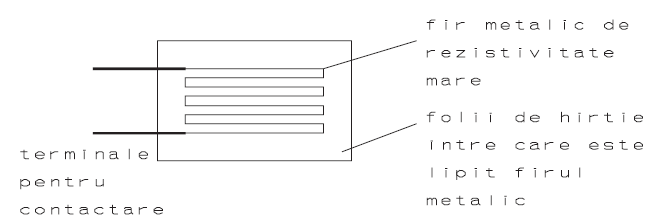 fir metalic de
rezistivitate
mare
folii de hirtie
intre care este
lipit firul
metalic
terminale
pentru
contactare